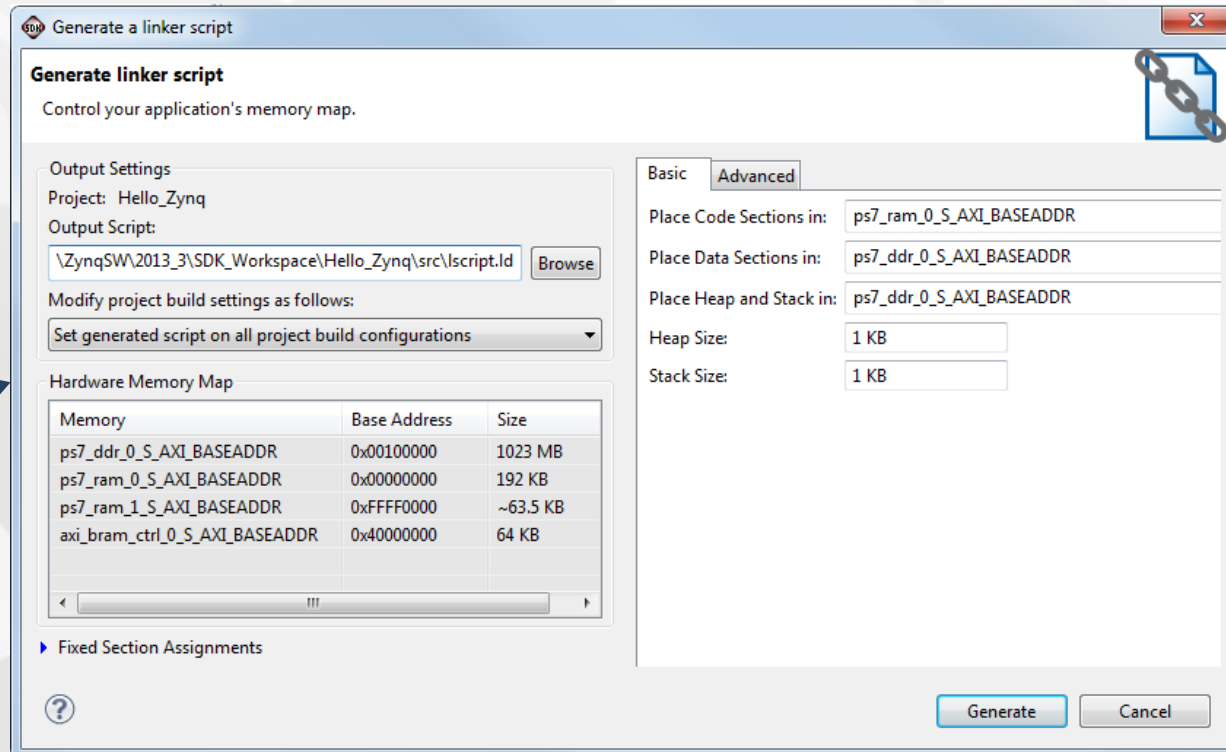 SDK Generate a linker script
Generate linker script
Control your application's memory map.
Output Settings
Project: Hello_Zynq
Output Script:
\ZynqSW\2013_3\SDK_Workspace\Hello_Zynq\src\lscript.ld Browse
Modify project build settings as follows:
Set generated script on all project build configurations
Hardware Memory Map
Memory Base Address Size
ps7_ddr_0_S_AXI_BASEADDR 0x00100000 1023 MB
ps7_ram_0_S_AXI_BASEADDR 0x00000000 192 KB
ps7_ram_1_S_AXI_BASEADDR 0xFFFF0000 ~63.5 KB
axi_bram_ctrl_0_S_AXI_BASEADDR 0x40000000 64 KB
Fixed Section Assignments
Basic Advanced
Place Code Sections in: ps7_ram_0_S_AXI_BASEADDR
Place Data Sections in: ps7_ddr_0_S_AXI_BASEADDR
Place Heap and Stack in: ps7_ddr_0_S_AXI_BASEADDR
Heap Size: 1 KB
Stack Size: 1 KB
? Generate Cancel